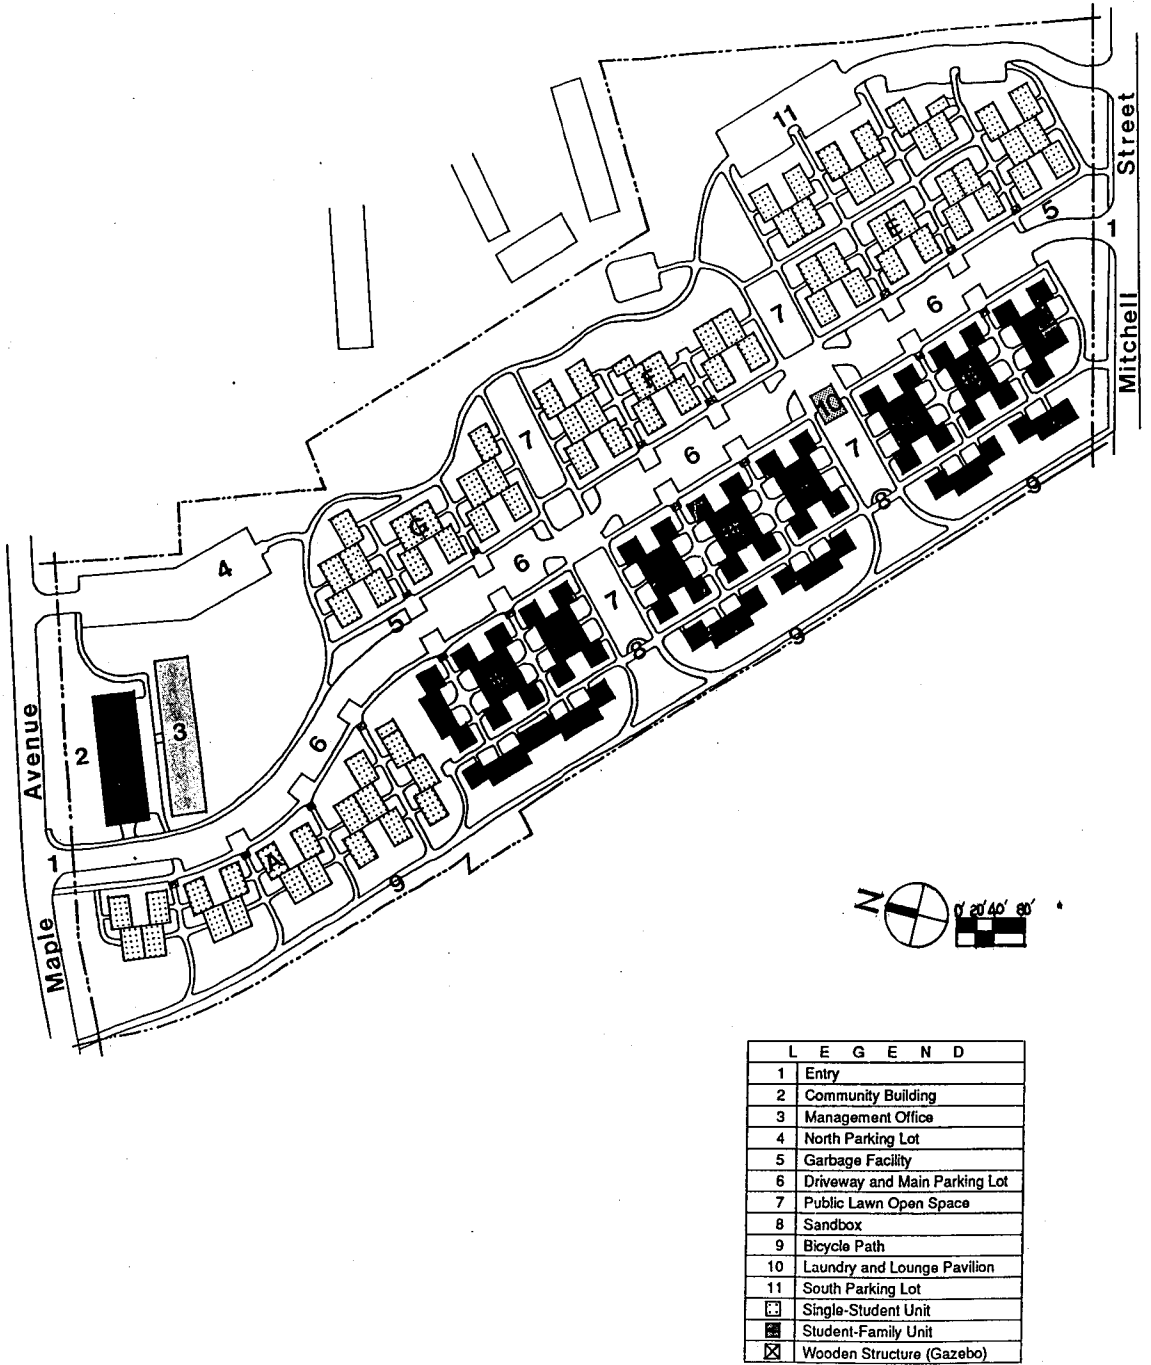 11
Street
5
1
E
6
7
Mitchell
F
10
7
7
6
8
9
G
6
4
7
5
8
9
Avenue
2
3
6
1
A
9
Maple
N
0' 20' 40' 80'
L E G E N D
1 Entry
2 Community Building
3 Management Office
4 North Parking Lot
5 Garbage Facility
6 Driveway and Main Parking Lot
7 Public Lawn Open Space
8 Sandbox
9 Bicycle Path
10 Laundry and Lounge Pavilion
11 South Parking Lot
Single-Student Unit
Student-Family Unit
Wooden Structure (Gazebo)